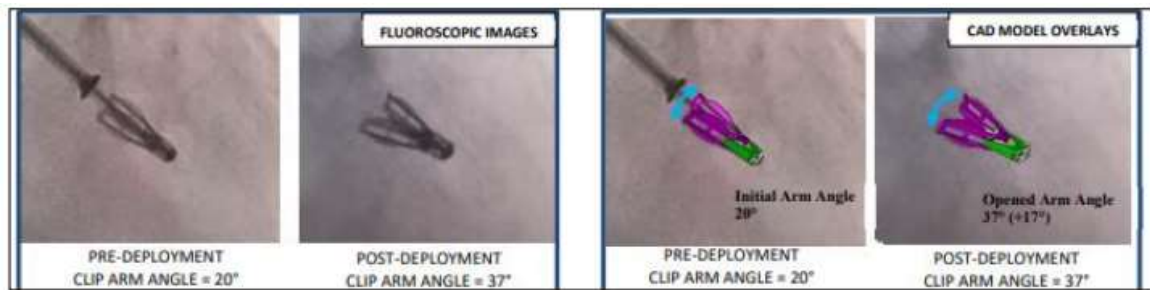 FLUOROSCOPIC IMAGES
PRE-DEPLOYMENT
CLIP ARM ANGLE = 20°
POST-DEPLOYMENT
CLIP ARM ANGLE = 37°
CAD MODEL OVERLAYS
Initial Arm Angle
20°
Opened Arm Angle
37° (+17°)
PRE-DEPLOYMENT
CLIP ARM ANGLE = 20°
POST-DEPLOYMENT
CLIP ARM ANGLE = 37°